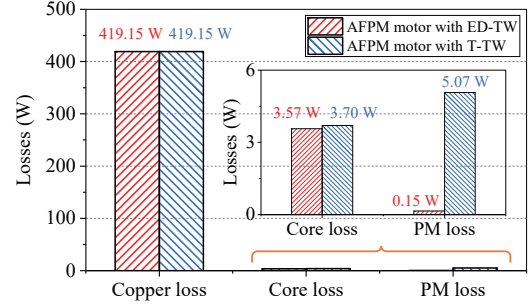 AFPM motor with ED-TW
AFPM motor with T-TW
Losses (W)
500
400
300
200
100
0
419.15 W 419.15 W
Losses (W)
6
3
0
3.57 W 3.70 W
0.15 W 5.07 W
Core loss PM loss
Copper loss Core loss PM loss